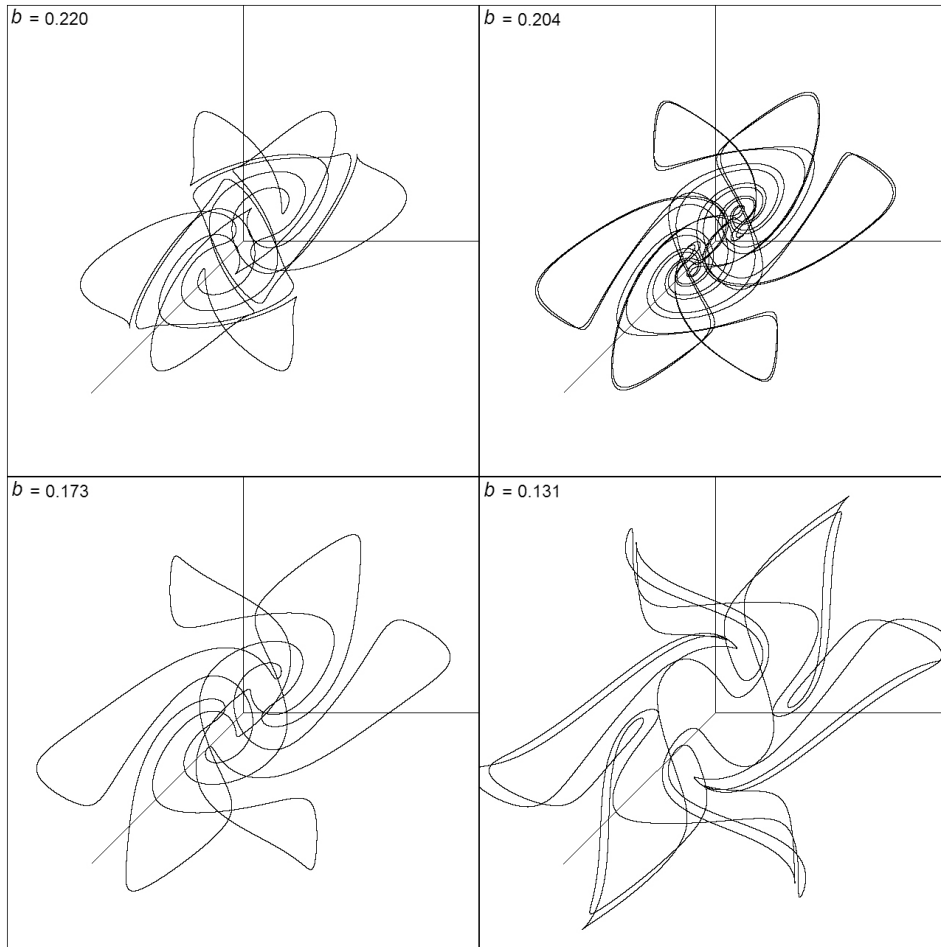 b = 0.220
b = 0.204
b = 0.173
b = 0.131